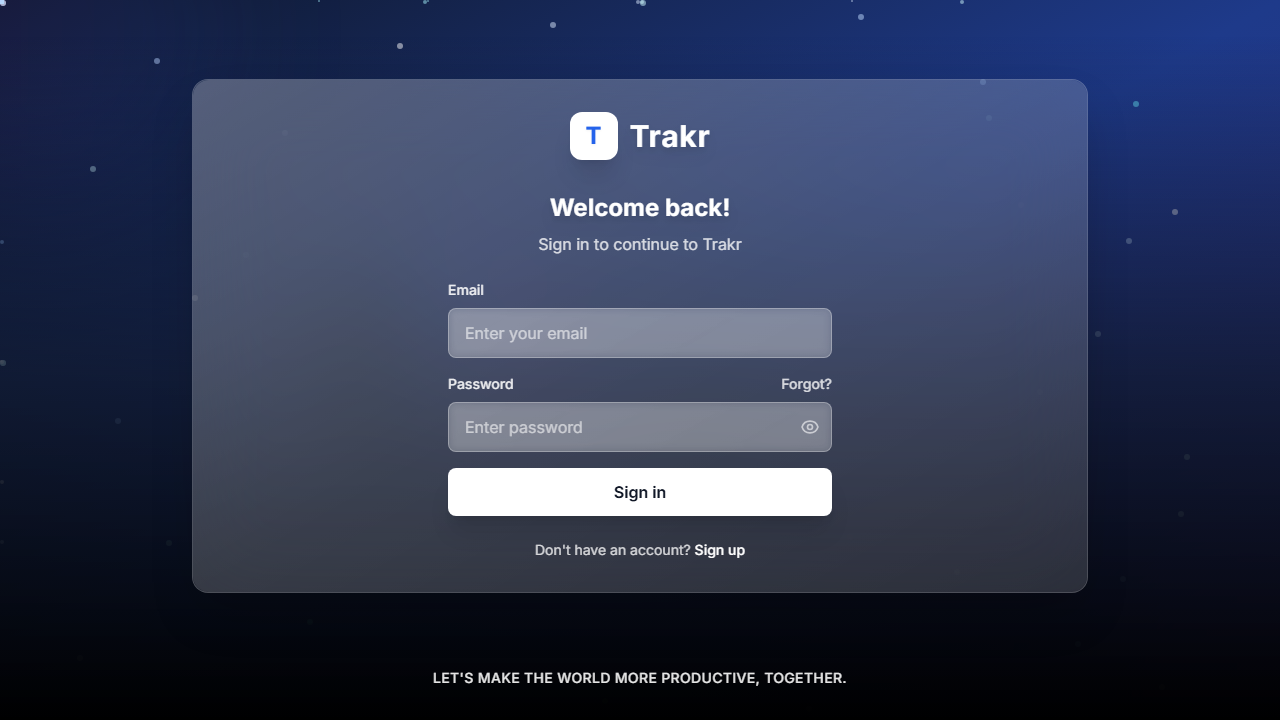 T Trakr
Welcome back!
Sign in to continue to Trakr
Email
Enter your email
Password Forgot?
Enter password
Sign in
Don't have an account? Sign up
LET'S MAKE THE WORLD MORE PRODUCTIVE, TOGETHER.